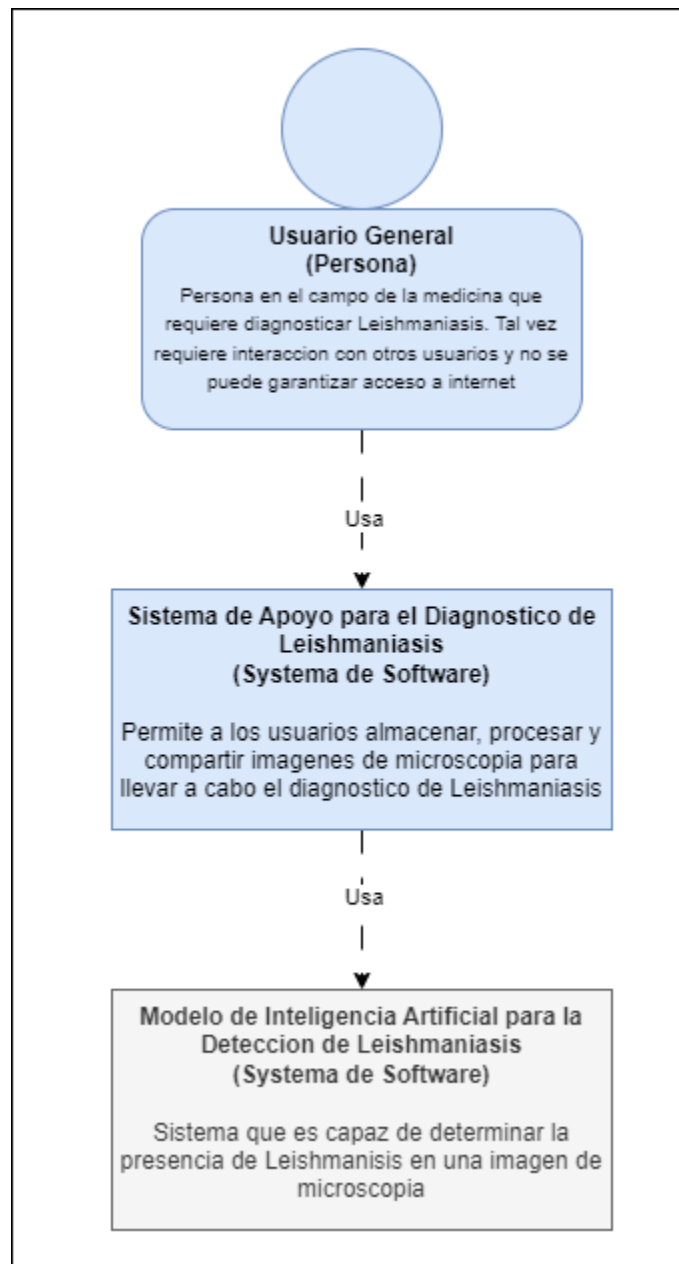 Usuario General
(Persona)
Persona en el campo de la medicina que
requiere diagnosticar Leishmaniasis. Tal vez
requiere interaccion con otros usuarios y no se
puede garantizar acceso a internet
Usa
Sistema de Apoyo para el Diagnostico de
Leishmaniasis
(Systema de Software)
Permite a los usuarios almacenar, procesar y
compartir imagenes de microscopia para
llevar a cabo el diagnostico de Leishmaniasis
Usa
Modelo de Inteligencia Artificial para la
Deteccion de Leishmaniasis
(Systema de Software)
Sistema que es capaz de determinar la
presencia de Leishmanisis en una imagen de
microscopia